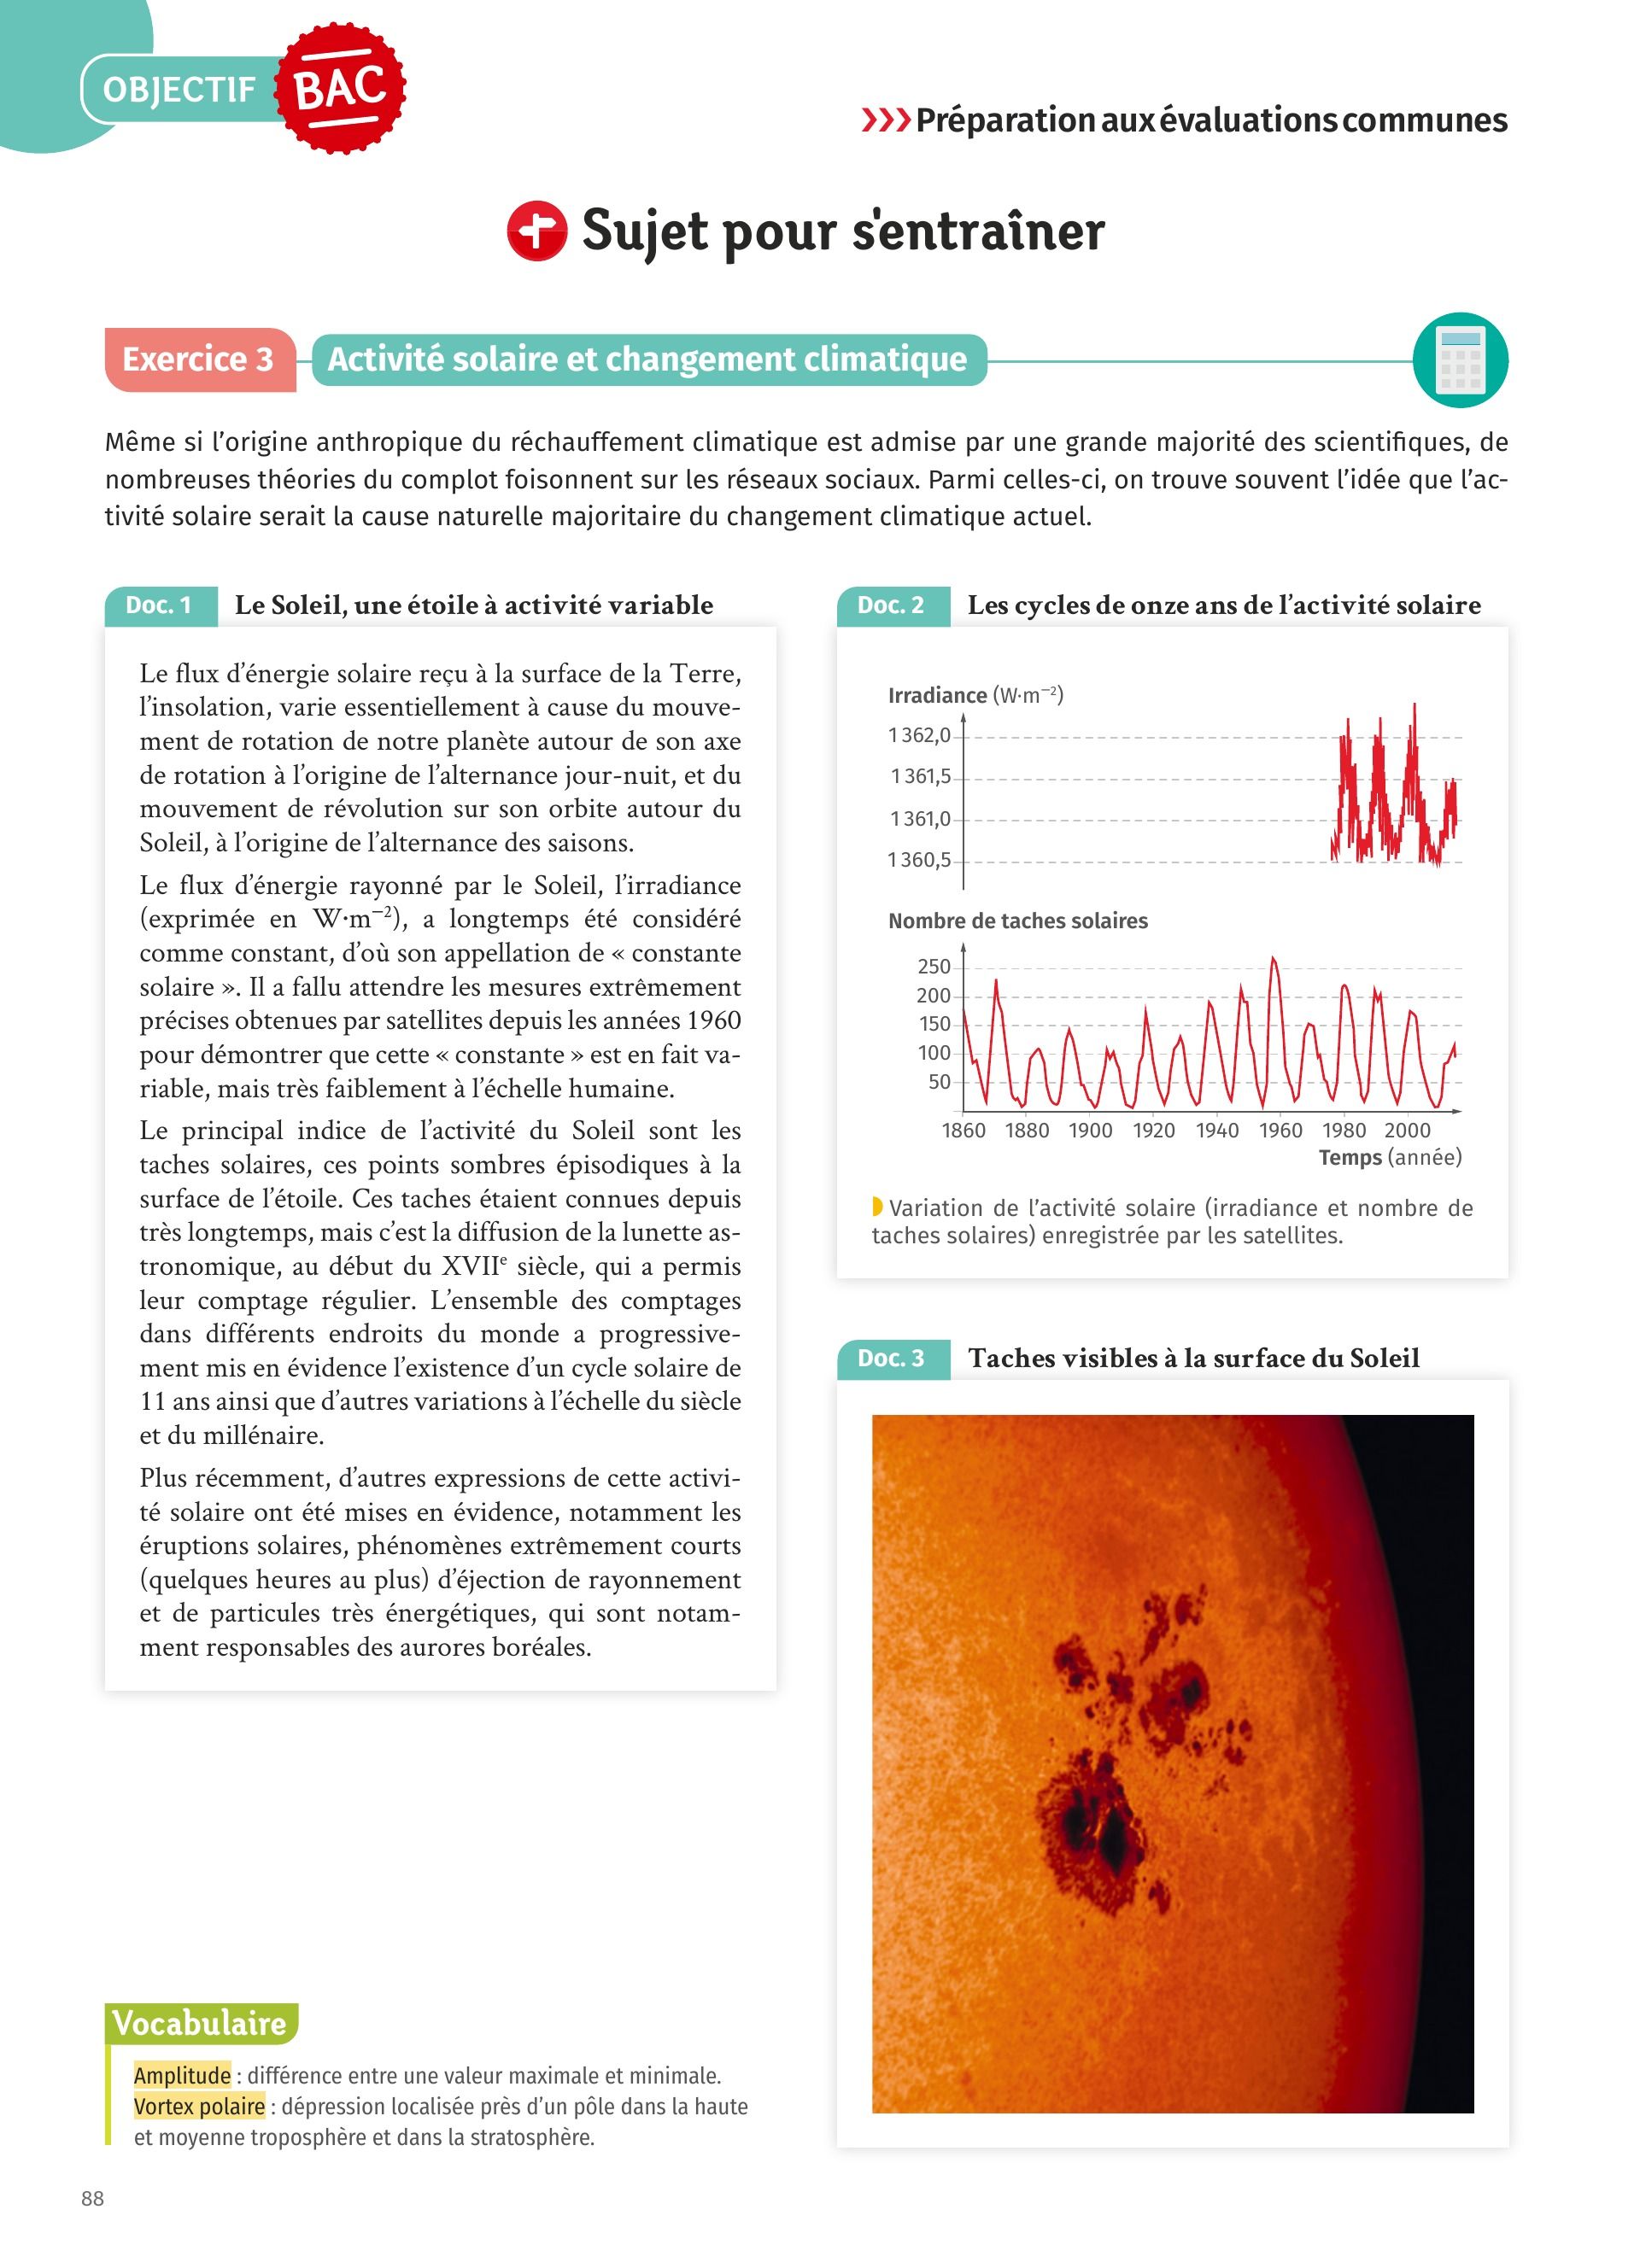 OBJECTIF
BAC
Préparation aux évaluations communes
Sujet pour s'entraîner
Exercice 3
Activité solaire et changement climatique
Même si l'origine anthropique du réchauffement climatique est admise par une grande majorité des scientifiques, de
nombreuses théories du complot foisonnent sur les réseaux sociaux. Parmi celles-ci, on trouve souvent l'idée que l'ac-
tivité solaire serait la cause naturelle majoritaire du changement climatique actuel.
Doc. 1
Le Soleil, une étoile à activité variable
Le flux d'énergie solaire reçu à la surface de la Terre,
l'insolation, varie essentiellement à cause du mouve-
ment de rotation de notre planète autour de son axe
de rotation à l'origine de l'alternance jour-nuit, et du
mouvement de révolution sur son orbite autour du
Soleil, à l'origine de l'alternance des saisons.
Le flux d'énergie rayonné par le Soleil, l'irradiance
(exprimée en W·m⁻²), a longtemps été considéré
comme constant, d'où son appellation de « constante
solaire ». Il a fallu attendre les mesures extrêmement
précises obtenues par satellites depuis les années 1960
pour démontrer que cette « constante » est en fait va-
riable, mais très faiblement à l'échelle humaine.
Le principal indice de l'activité du Soleil sont les
taches solaires, ces points sombres épisodiques à la
surface de l'étoile. Ces taches étaient connues depuis
très longtemps, mais c'est la diffusion de la lunette as-
tronomique, au début du XVIIᵉ siècle, qui a permis
leur comptage régulier. L'ensemble des comptages
dans différents endroits du monde a progressive-
ment mis en évidence l'existence d'un cycle solaire de
11 ans ainsi que d'autres variations à l'échelle du siècle
et du millénaire.
Plus récemment, d'autres expressions de cette activi-
té solaire ont été mises en évidence, notamment les
éruptions solaires, phénomènes extrêmement courts
(quelques heures au plus) d'éjection de rayonnement
et de particules très énergétiques, qui sont notam-
ment responsables des aurores boréales.
Doc. 2
Les cycles de onze ans de l'activité solaire
Irradiance (W·m⁻²)
1 362,0
1 361,5
1 361,0
1 360,5
Nombre de taches solaires
250
200
150
100
50
1860 1880 1900 1920 1940 1960 1980 2000
Temps (année)
Variation de l'activité solaire (irradiance et nombre de
taches solaires) enregistrée par les satellites.
Doc. 3
Taches visibles à la surface du Soleil
Vocabulaire
Amplitude : différence entre une valeur maximale et minimale.
Vortex polaire : dépression localisée près d'un pôle dans la haute
et moyenne troposphère et dans la stratosphère.
88